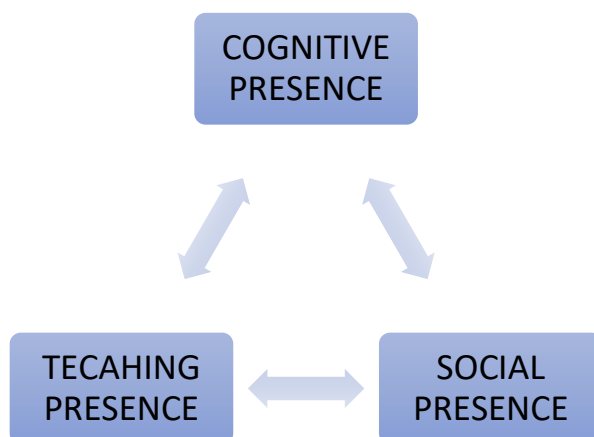 COGNITIVE
PRESENCE
TECAHING
PRESENCE
SOCIAL
PRESENCE